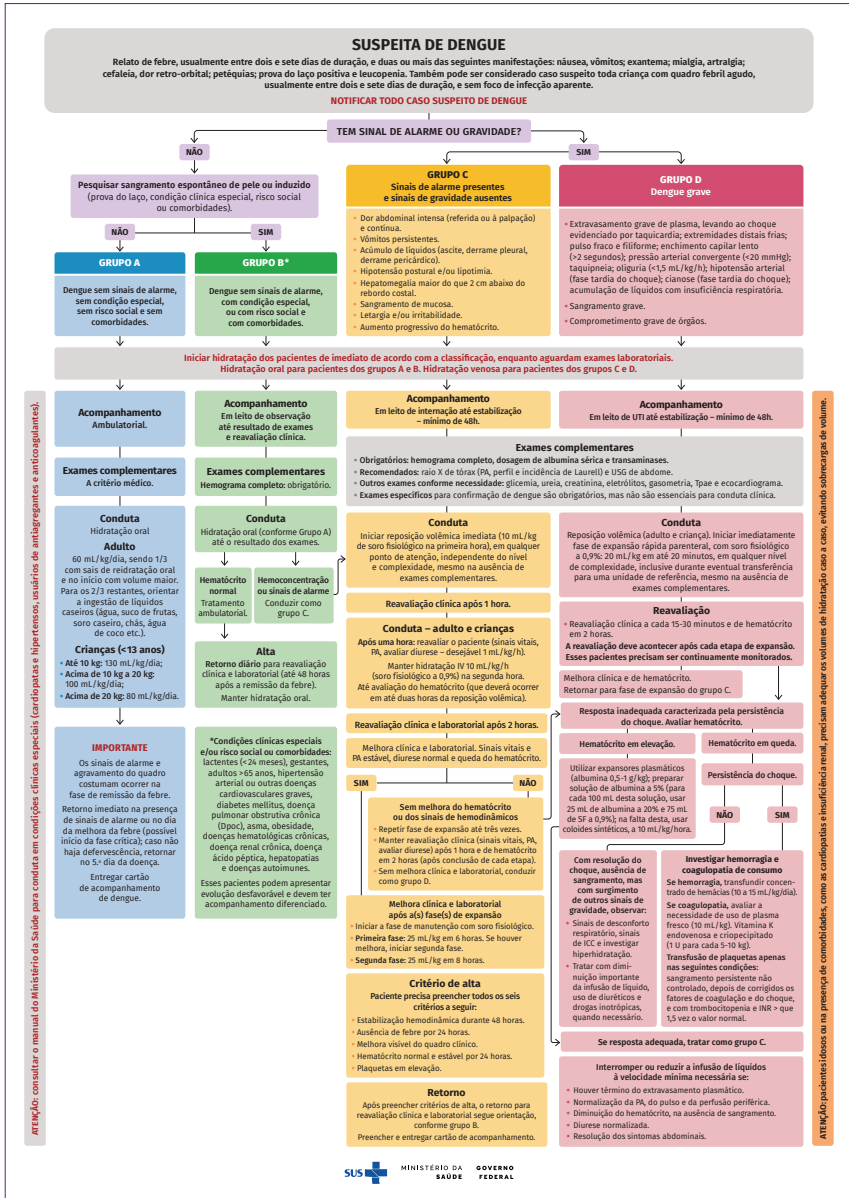 SUSPEITA DE DENGUE
Relato de febre, usualmente entre dois e sete dias de duração, e duas ou mais das seguintes manifestações: náusea, vômitos; exantema; mialgia, artralgia;
cefaleia, dor retro-orbital; petéquias; prova do laço positiva e leucopenia. Também pode ser considerado caso suspeito toda criança com quadro febril agudo,
usualmente entre dois e sete dias de duração, e sem foco de infecção aparente.
NOTIFICAR TODO CASO SUSPEITO DE DENGUE
TEM SINAL DE ALARME OU GRAVIDADE?
NÃO
SIM
Pesquisar sangramento espontâneo de pele ou induzido
(prova do laço, condição clínica especial, risco social
ou comorbidades).
NÃO
SIM
GRUPO A
Dengue sem sinais de alarme,
sem condição especial,
sem risco social e sem
comorbidades.
GRUPO B*
Dengue sem sinais de alarme,
com condição especial,
ou com risco social e
com comorbidades.
GRUPO C
Sinais de alarme presentes
e sinais de gravidade ausentes
• Dor abdominal intensa (referida ou à palpação)
e contínua.
• Vômitos persistentes.
• Acúmulo de líquidos (ascite, derrame pleural,
derrame pericárdico).
• Hipotensão postural e/ou lipotimia.
• Hepatomegalia maior do que 2 cm abaixo do
rebordo costal.
• Sangramento de mucosa.
• Letargia e/ou irritabilidade.
• Aumento progressivo do hematócrito.
GRUPO D
Dengue grave
• Extravasamento grave de plasma, levando ao choque
evidenciado por taquicardia; extremidades distais frias;
pulso fraco e filiforme; enchimento capilar lento
(>2 segundos); pressão arterial convergente (<20 mmHg);
taquipneia; oliguria (<1,5 mL/kg/h); hipotensão arterial
(fase tardia do choque); cianose (fase tardia do choque);
acumulação de líquidos com insuficiência respiratória.
• Sangramento grave.
• Comprometimento grave de órgãos.
Iniciar hidratação dos pacientes de imediato de acordo com a classificação, enquanto aguardam exames laboratoriais.
Hidratação oral para pacientes dos grupos A e B. Hidratação venosa para pacientes dos grupos C e D.
ATENÇÃO: consultar o manual do Ministério da Saúde para conduta em condições clínicas especiais (cardiopatas e hipertensos, usuários de antiagregantes e anticoagulantes).
Acompanhamento
Ambulatorial.
Exames complementares
A critério médico.
Conduta
Hidratação oral
Adulto
60 mL/kg/dia, sendo 1/3
com sais de reidratação oral
e no início com volume maior.
Para os 2/3 restantes, orientar
a ingestão de líquidos
caseiros (água, suco de frutas,
soro caseiro, chás, água
de coco etc.).
Crianças (<13 anos)
• Até 10 kg: 130 mL/kg/dia;
• Acima de 10 kg a 20 kg:
100 mL/kg/dia;
• Acima de 20 kg: 80 mL/kg/dia.
IMPORTANTE
Os sinais de alarme e
agravamento do quadro
costumam ocorrer na
fase de remissão da febre.
Retorno imediato na presença
de sinais de alarme ou no dia
da melhora da febre (possível
início da fase crítica); caso não
haja defervescência, retornar
no 5.º dia da doença.
Entregar cartão
de acompanhamento
de dengue.
Acompanhamento
Em leito de observação
até resultado de exames
e reavaliação clínica.
Exames complementares
Hemograma completo: obrigatório.
Conduta
Hidratação oral (conforme Grupo A)
até o resultado dos exames.
Hematócrito
normal
Tratamento
ambulatorial.
Hemoconcentração
ou sinais de alarme
Conduzir como
grupo C.
Alta
Retorno diário para reavaliação
clínica e laboratorial (até 48 horas
após a remissão da febre).
Manter hidratação oral.
*Condições clínicas especiais
e/ou risco social ou comorbidades:
lactentes (<24 meses), gestantes,
adultos >65 anos, hipertensão
arterial ou outras doenças
cardiovasculares graves,
diabetes mellitus, doença
pulmonar obstrutiva crônica
(Dpoc), asma, obesidade,
doenças hematológicas crônicas,
doença renal crônica, doença
ácido péptica, hepatopatias
e doenças autoimunes.
Esses pacientes podem apresentar
evolução desfavorável e devem ter
acompanhamento diferenciado.
Acompanhamento
Em leito de internação até estabilização
– mínimo de 48h.
Acompanhamento
Em leito de UTI até estabilização – mínimo de 48h.
Exames complementares
• Obrigatórios: hemograma completo, dosagem de albumina sérica e transaminases.
• Recomendados: raio X de tórax (PA, perfil e incidência de Laurell) e USG de abdome.
• Outros exames conforme necessidade: glicemia, ureia, creatinina, eletrólitos, gasometria, Tpae e ecocardiograma.
• Exames específicos para confirmação de dengue são obrigatórios, mas não são essenciais para conduta clínica.
Conduta
Iniciar reposição volêmica imediata (10 mL/kg
de soro fisiológico na primeira hora), em qualquer
ponto de atenção, independente do nível
e complexidade, mesmo na ausência de
exames complementares.
Reavaliação clínica após 1 hora.
Conduta – adulto e crianças
Após uma hora: reavaliar o paciente (sinais vitais,
PA, avaliar diurese – desejável 1 mL/kg/h).
Manter hidratação IV 10 mL/kg/h
(soro fisiológico a 0,9%) na segunda hora.
Até avaliação do hematócrito (que deverá ocorrer
em até duas horas da reposição volêmica).
Reavaliação clínica e laboratorial após 2 horas.
Melhora clínica e laboratorial. Sinais vitais e
PA estável, diurese normal e queda do hematócrito.
SIM
NÃO
Sem melhora do hematócrito
ou dos sinais de hemodinâmicos
• Repetir fase de expansão até três vezes.
• Manter reavaliação clínica (sinais vitais, PA,
avaliar diurese) após 1 hora e de hematócrito
em 2 horas (após conclusão de cada etapa).
• Sem melhora clínica e laboratorial, conduzir
como grupo D.
Melhora clínica e laboratorial
após a(s) fase(s) de expansão
• Iniciar a fase de manutenção com soro fisiológico.
• Primeira fase: 25 mL/kg em 6 horas. Se houver
melhora, iniciar segunda fase.
• Segunda fase: 25 mL/kg em 8 horas.
Critério de alta
Paciente precisa preencher todos os seis
critérios a seguir:
• Estabilização hemodinâmica durante 48 horas.
• Ausência de febre por 24 horas.
• Melhora visível do quadro clínico.
• Hematócrito normal e estável por 24 horas.
• Plaquetas em elevação.
Retorno
Após preencher critérios de alta, o retorno para
reavaliação clínica e laboratorial segue orientação,
conforme grupo B.
Preencher e entregar cartão de acompanhamento.
Conduta
Reposição volêmica (adulto e criança). Iniciar imediatamente
fase de expansão rápida parenteral, com soro fisiológico
a 0,9%: 20 mL/kg em até 20 minutos, em qualquer nível
de complexidade, inclusive durante eventual transferência
para uma unidade de referência, mesmo na ausência de
exames complementares.
Reavaliação
• Reavaliação clínica a cada 15-30 minutos e de hematócrito
em 2 horas.
A reavaliação deve acontecer após cada etapa de expansão.
Esses pacientes precisam ser continuamente monitorados.
Melhora clínica e de hematócrito.
Retornar para fase de expansão do grupo C.
Resposta inadequada caracterizada pela persistência
do choque. Avaliar hematócrito.
Hematócrito em elevação.
Hematócrito em queda.
Utilizar expansores plasmáticos
(albumina 0,5-1 g/kg); preparar
solução de albumina a 5% (para
cada 100 mL desta solução, usar
25 mL de albumina a 20% e 75 mL
de SF a 0,9%); na falta desta, usar
coloides sintéticos, a 10 mL/kg/hora.
Persistência do choque.
NÃO
SIM
Com resolução do
choque, ausência de
sangramento, mas
com surgimento
de outros sinais de
gravidade, observar:
• Sinais de desconforto
respiratório, sinais
de ICC e investigar
hiperhidratação.
• Tratar com dimi-
nuição importante
da infusão de líquido,
uso de diuréticos e
drogas inotrópicas,
quando necessário.
Investigar hemorragia e
coagulopatia de consumo
Se hemorragia, transfundir concen-
trado de hemácias (10 a 15 mL/kg/dia).
Se coagulopatia, avaliar a
necessidade de uso de plasma
fresco (10 mL/kg). Vitamina K
endovenosa e criopecipitado
(1 U para cada 5-10 kg).
Transfusão de plaquetas apenas
nas seguintes condições:
sangramento persistente não
controlado, depois de corrigidos os
fatores de coagulação e do choque,
e com trombocitopenia e INR > que
1,5 vez o valor normal.
Se resposta adequada, tratar como grupo C.
Interromper ou reduzir a infusão de líquidos
à velocidade mínima necessária se:
• Houver término do extravasamento plasmático.
• Normalização da PA, do pulso e da perfusão periférica.
• Diminuição do hematócrito, na ausência de sangramento.
• Diurese normalizada.
• Resolução dos sintomas abdominais.
ATENÇÃO: pacientes idosos ou na presença de comorbidades, como as cardiopatias e insuficiência renal, precisam adequar os volumes de hidratação caso a caso, evitando sobrecargas de volume.
SUS
MINISTÉRIO DA
SAÚDE
GOVERNO
FEDERAL